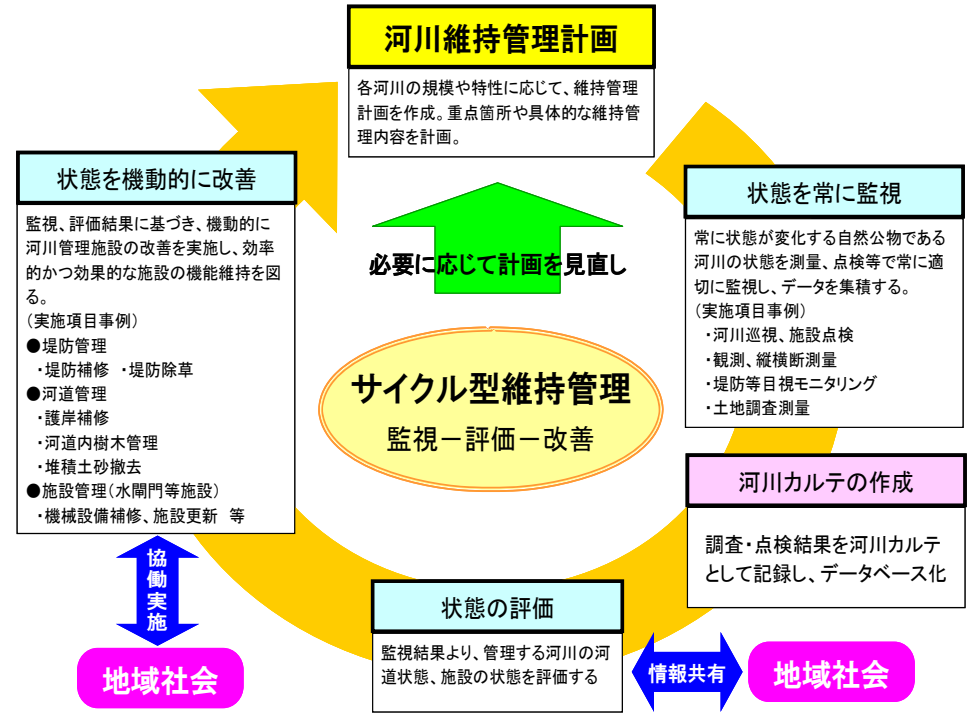 河川維持管理計画
各河川の規模や特性に応じて、維持管理
計画を作成。重点箇所や具体的な維持管
理内容を計画。
状態を常に監視
常に状態が変化する自然公物である
河川の状態を測量、点検等で常に適
切に監視し、データを集積する。
(実施項目事例)
・河川巡視、施設点検
・観測、縦横断測量
・堤防等目視モニタリング
・土地調査測量
河川カルテの作成
調査・点検結果を河川カルテ
として記録し、データベース化
状態の評価
監視結果より、管理する河川の河
道状態、施設の状態を評価する
情報共有
地域社会
状態を機動的に改善
監視、評価結果に基づき、機動的に
河川管理施設の改善を実施し、効率
的かつ効果的な施設の機能維持を図
る。
(実施項目事例)
●堤防管理
・堤防補修 ・堤防除草
●河道管理
・護岸補修
・河道内樹木管理
・堆積土砂撤去
●施設管理(水閘門等施設)
・機械設備補修、施設更新 等
協働実施
地域社会
必要に応じて計画を見直し
サイクル型維持管理
監視－評価－改善